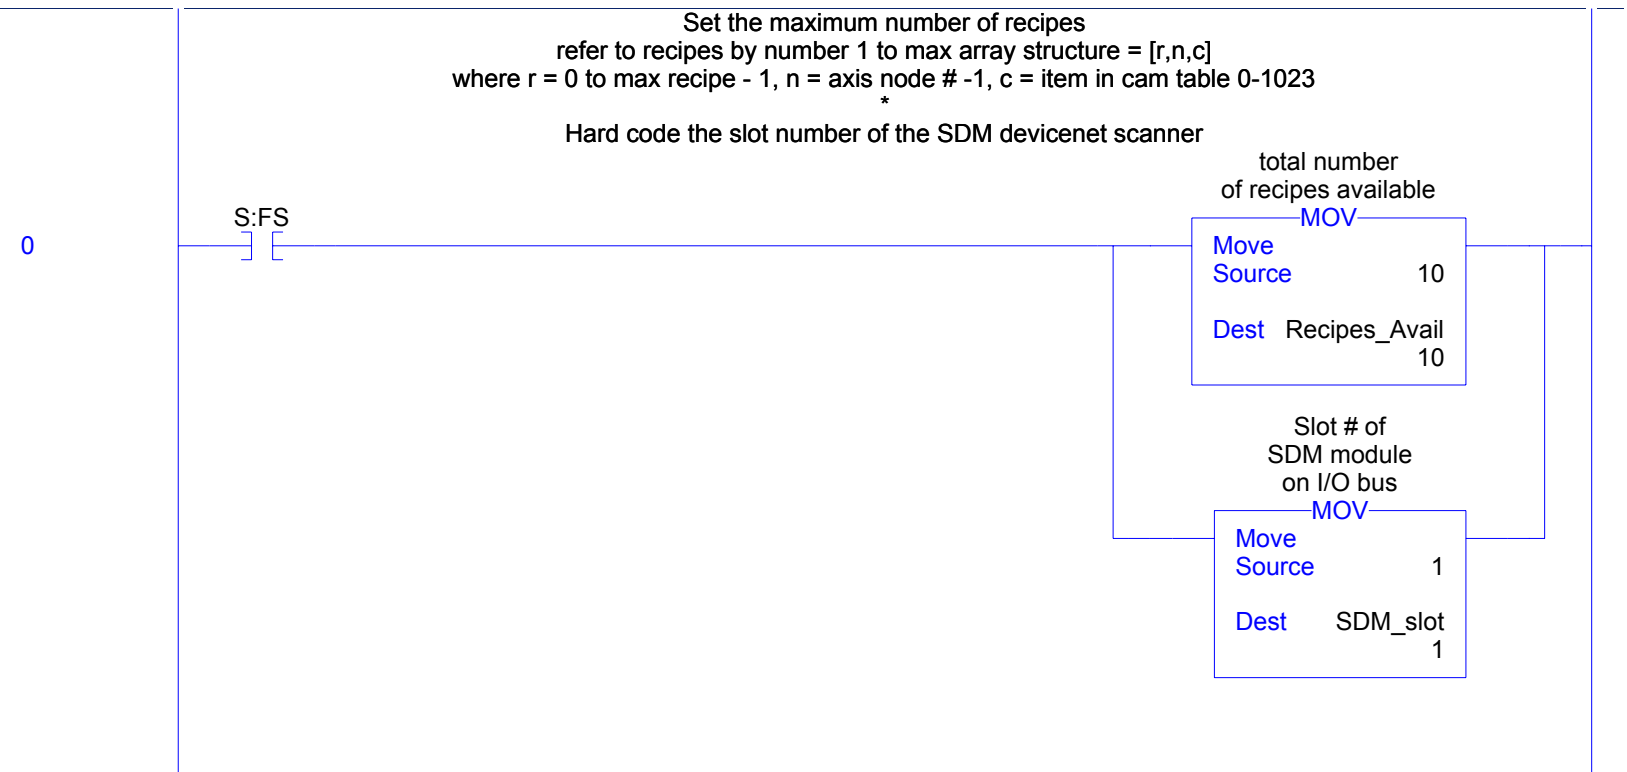 Set the maximum number of recipes
refer to recipes by number 1 to max array structure = [r,n,c]
where r = 0 to max recipe - 1, n = axis node # -1, c = item in cam table 0-1023
*
Hard code the slot number of the SDM devicenet scanner
total number
of recipes available
S:FS
MOV
0
Move
Source 10
Dest Recipes_Avail
10
Slot # of
SDM module
on I/O bus
MOV
Move
Source 1
Dest SDM_slot
1